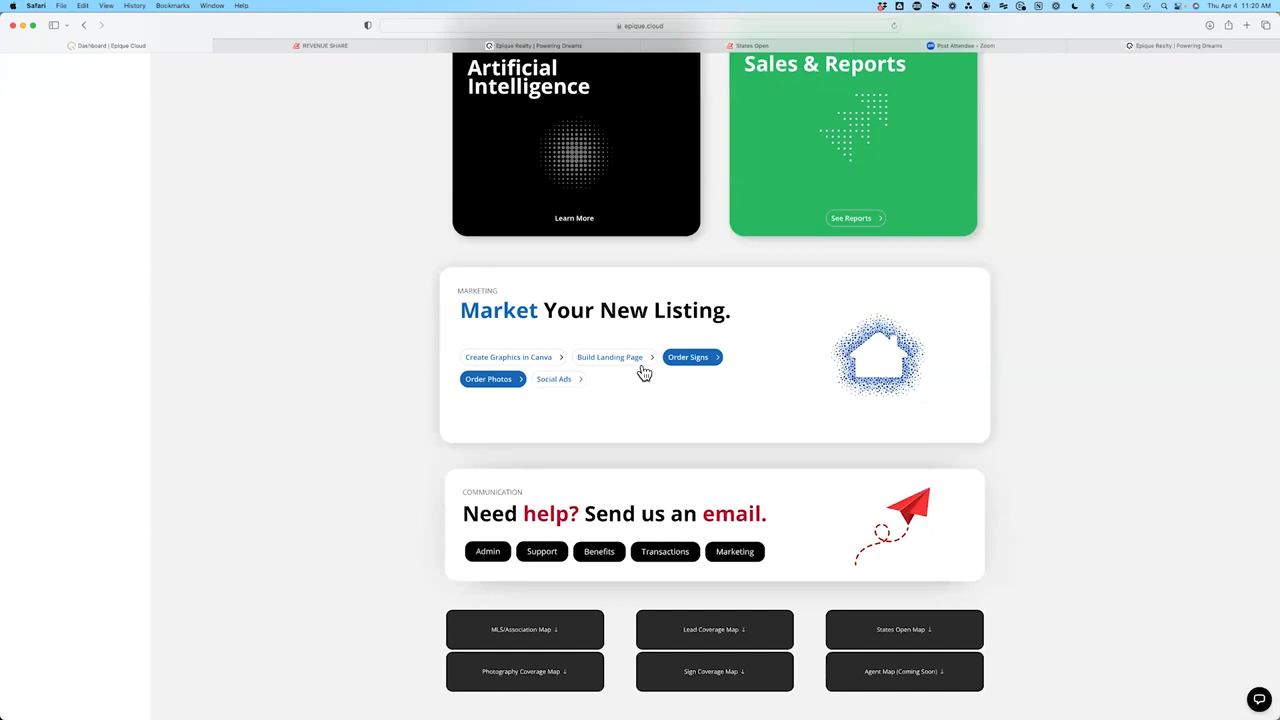 Safari File Edit View History Bookmarks Window Help
Thu Apr 4 11:20 AM
epique.cloud
Dashboard | Epique Cloud
REVENUE SHARE
Epique Realty | Powering Dreams
States Open
Post Attendee - Zoom
Epique Realty | Powering Dreams
Artificial
Intelligence
Learn More
Sales & Reports
See Reports >
MARKETING
Market Your New Listing.
Create Graphics in Canva >
Build Landing Page >
Order Signs >
Order Photos >
Social Ads >
COMMUNICATION
Need help? Send us an email.
Admin
Support
Benefits
Transactions
Marketing
MLS/Association Map ↓
Lead Coverage Map ↓
States Open Map ↓
Photography Coverage Map ↓
Sign Coverage Map ↓
Agent Map (Coming Soon) ↓